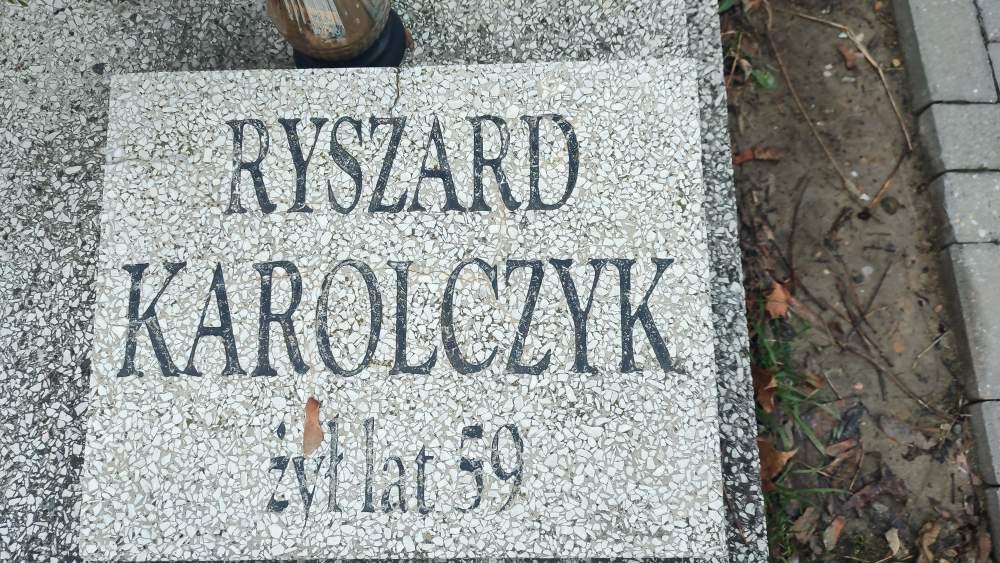 RYSZARD
KAROLCZYK
żył lat 59